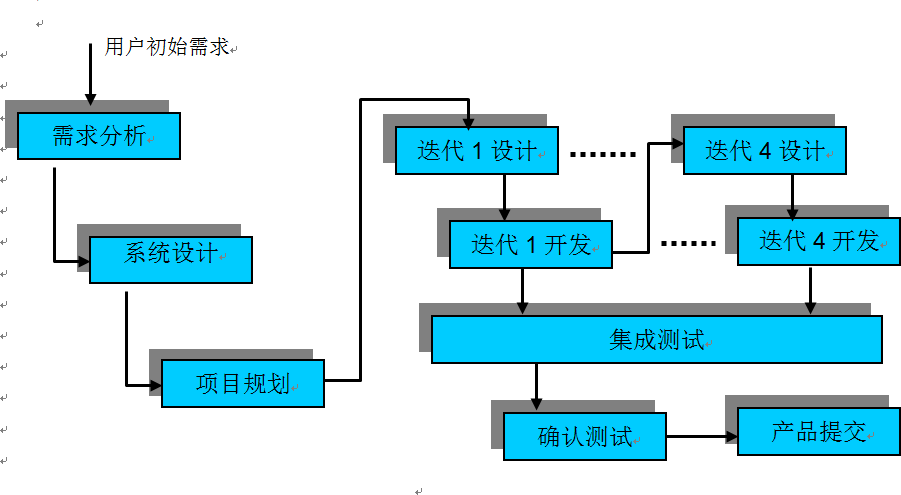 用户初始需求
需求分析
系统设计
项目规划
迭代1设计
迭代4设计
迭代1开发
迭代4开发
集成测试
确认测试
产品提交